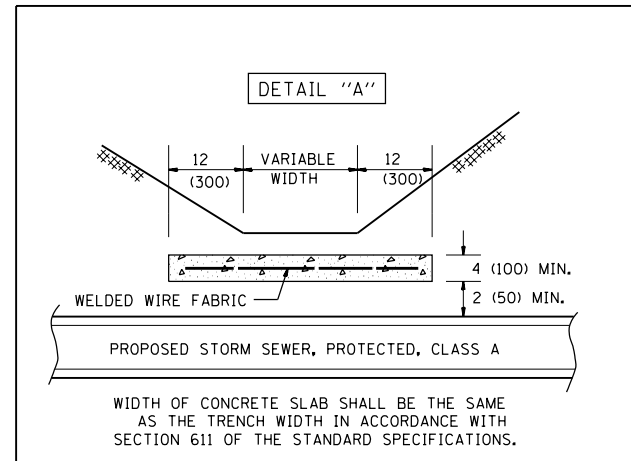 DETAIL "A"
12 VARIABLE 12
(300) WIDTH (300)
4 (100) MIN.
WELDED WIRE FABRIC
2 (50) MIN.
PROPOSED STORM SEWER, PROTECTED, CLASS A
WIDTH OF CONCRETE SLAB SHALL BE THE SAME
AS THE TRENCH WIDTH IN ACCORDANCE WITH
SECTION 611 OF THE STANDARD SPECIFICATIONS.